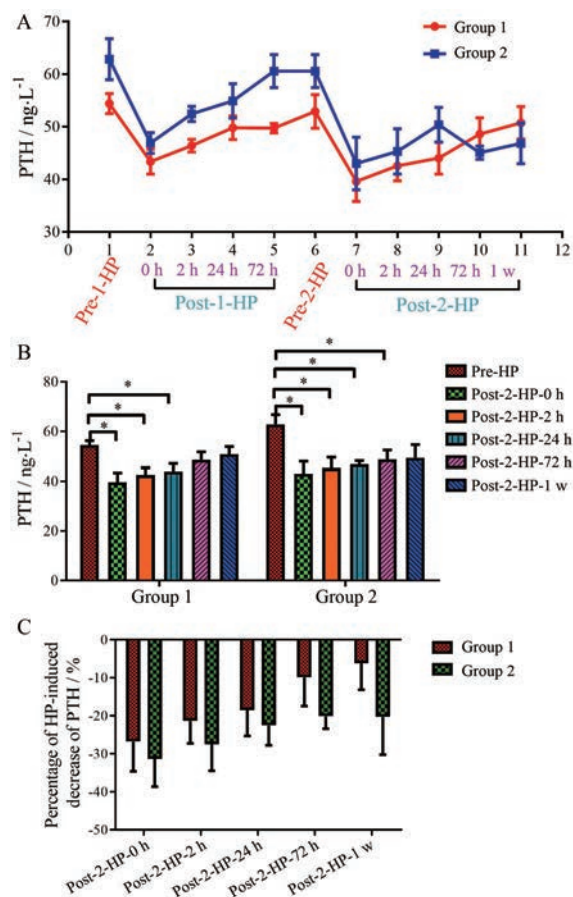 A
70
60
50
40
30
PTH / ng·L⁻¹
Group 1
Group 2
0 1 2 3 4 5 6 7 8 9 10 11 12
0 h 2 h 24 h 72 h
0 h 2 h 24 h 72 h 1 w
Pre-1-HP
Post-1-HP
Pre-2-HP
Post-2-HP
B
80
60
40
20
0
PTH / ng·L⁻¹
* * *
* * * *
Pre-HP
Post-2-HP-0 h
Post-2-HP-2 h
Post-2-HP-24 h
Post-2-HP-72 h
Post-2-HP-1 w
Group 1
Group 2
C
0
-10
-20
-30
-40
-50
Percentage of HP-induced
decrease of PTH / %
Group 1
Group 2
Post-2-HP-0 h
Post-2-HP-2 h
Post-2-HP-24 h
Post-2-HP-72 h
Post-2-HP-1 w